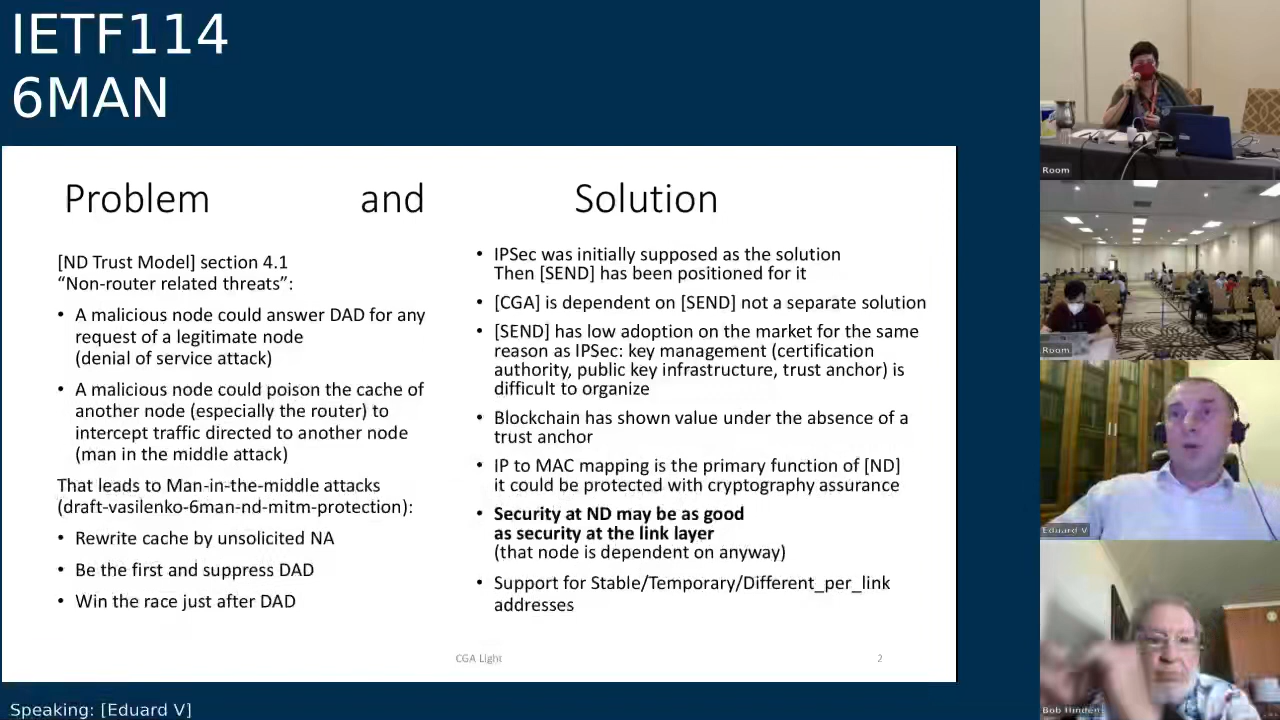 IETF114
6MAN
Problem and Solution
[ND Trust Model] section 4.1
“Non-router related threats”:
• A malicious node could answer DAD for any
request of a legitimate node
(denial of service attack)
• A malicious node could poison the cache of
another node (especially the router) to
intercept traffic directed to another node
(man in the middle attack)
That leads to Man-in-the-middle attacks
(draft-vasilenko-6man-nd-mitm-protection):
• Rewrite cache by unsolicited NA
• Be the first and suppress DAD
• Win the race just after DAD
• IPSec was initially supposed as the solution
Then [SEND] has been positioned for it
• [CGA] is dependent on [SEND] not a separate solution
• [SEND] has low adoption on the market for the same
reason as IPSec: key management (certification
authority, public key infrastructure, trust anchor) is
difficult to organize
• Blockchain has shown value under the absence of a
trust anchor
• IP to MAC mapping is the primary function of [ND]
it could be protected with cryptography assurance
• Security at ND may be as good
as security at the link layer
(that node is dependent on anyway)
• Support for Stable/Temporary/Different_per_link
addresses
CGA Light
2
Room
Room
Eduard V
Bob Hinden
Speaking: [Eduard V]